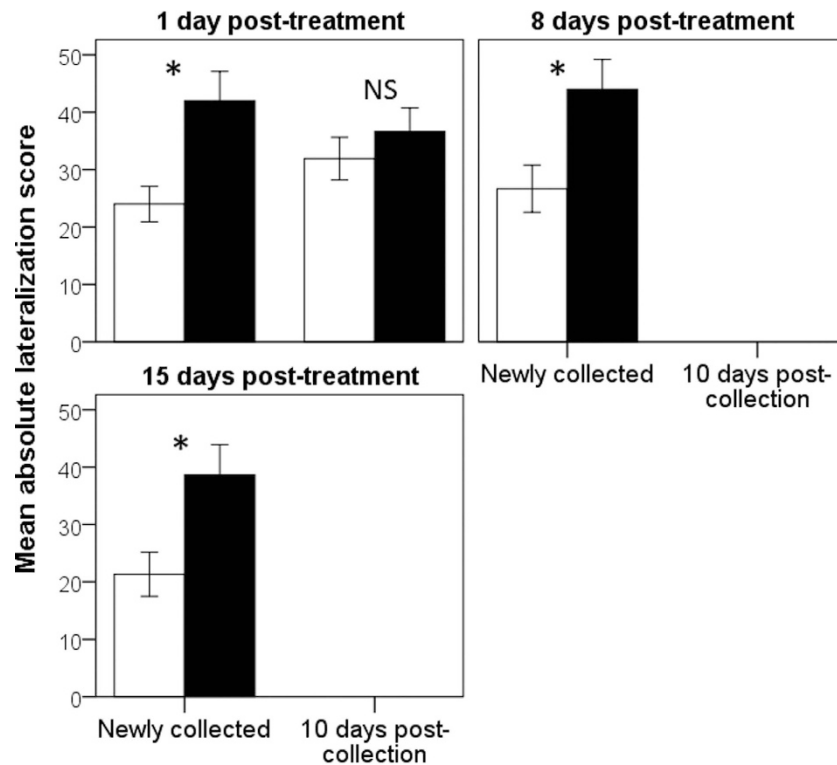 1 day post-treatment
8 days post-treatment
Mean absolute lateralization score
50
40
30
20
10
0
*
NS
*
Newly collected
10 days post-
collection
15 days post-treatment
50
40
30
20
10
0
*
Newly collected
10 days post-
collection